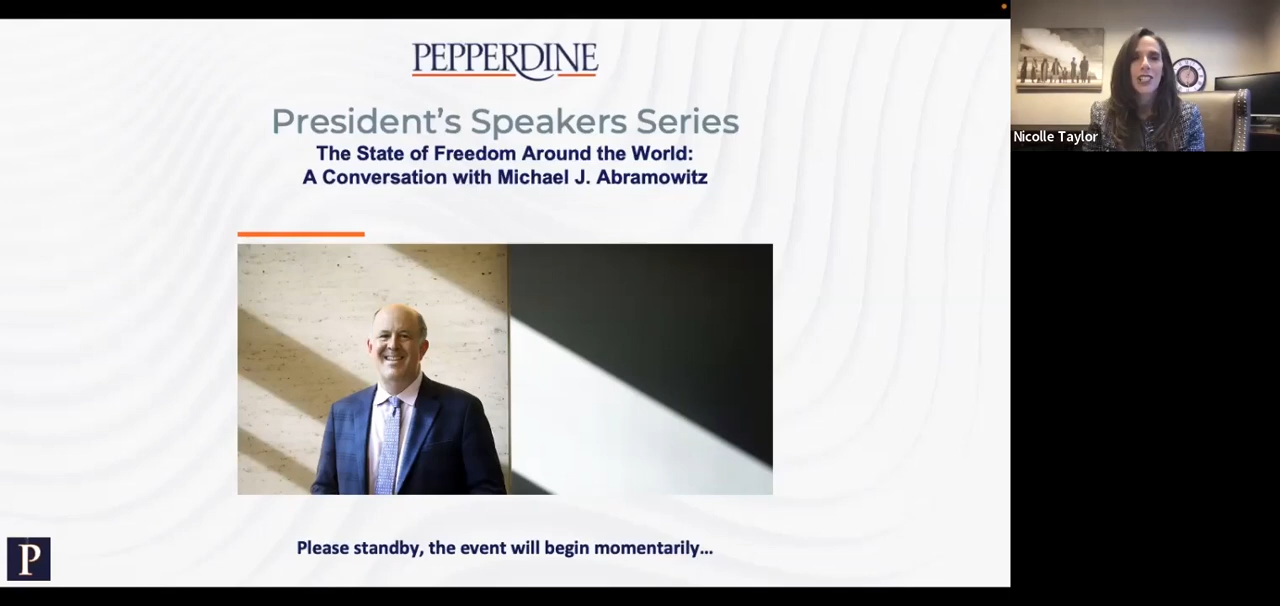 PEPPERDINE
President’s Speakers Series
The State of Freedom Around the World:
A Conversation with Michael J. Abramowitz
Please standby, the event will begin momentarily...
P
Nicolle Taylor